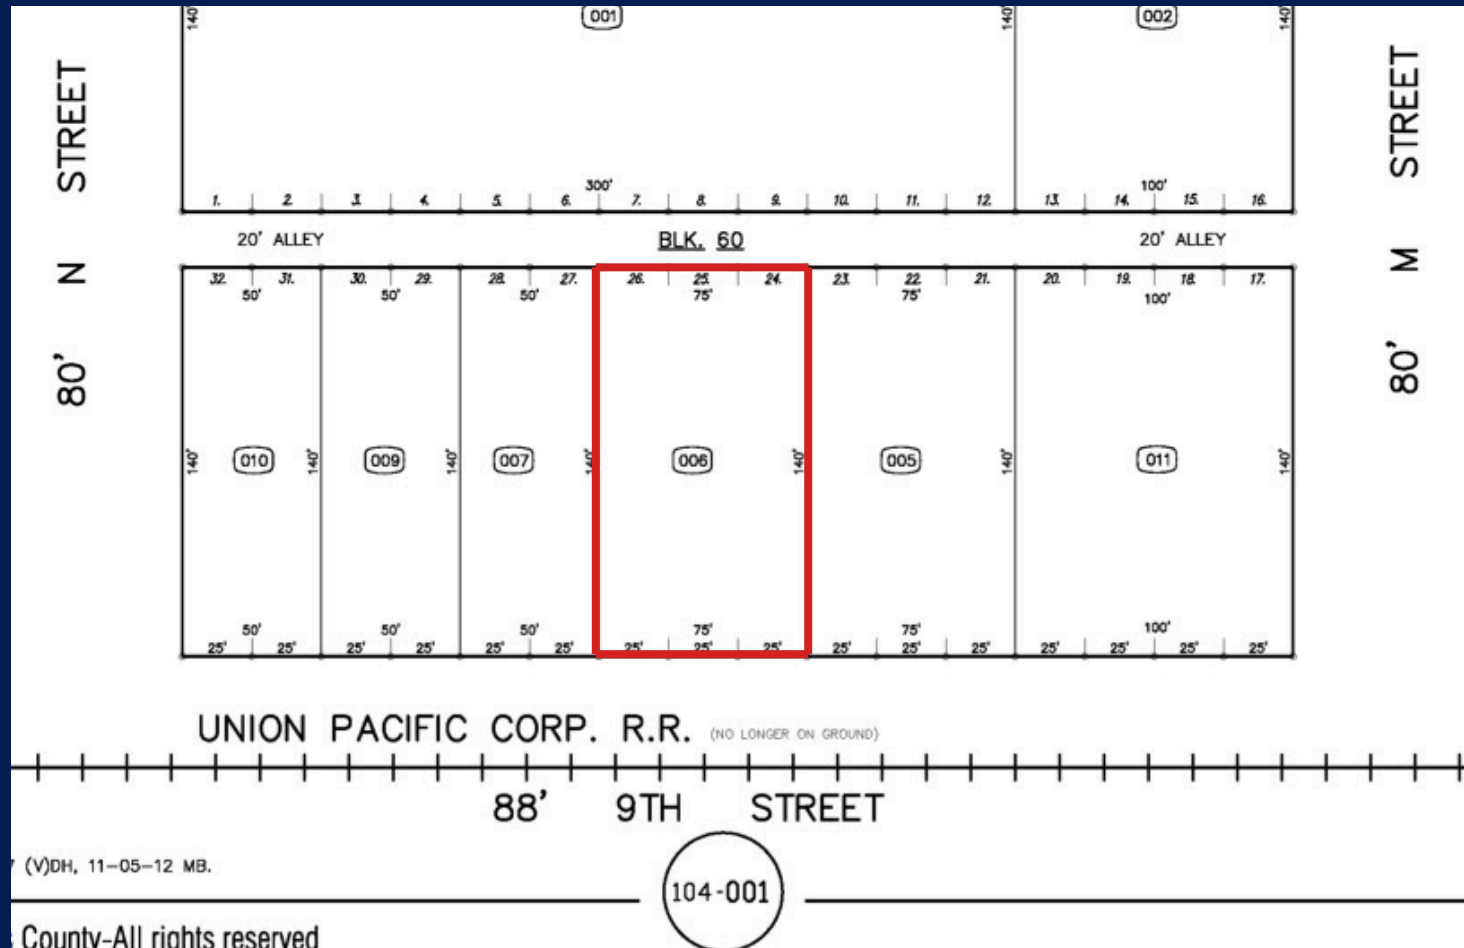 140' 001 140' 002 140'
STREET
STREET
300' 100'
1. 2. 3. 4. 5. 6. 7. 8. 9. 10. 11. 12. 13. 14. 15. 16.
20' ALLEY BLK. 60 20' ALLEY
N
M
32. 31. 30. 29. 28. 27. 26. 25. 24. 23. 22. 21. 20. 19. 18. 17.
50' 50' 50' 75' 75' 100'
80'
80'
140' 010 140' 009 140' 007 140' 006 140' 005 140' 011 140'
50' 50' 50' 75' 75' 100'
25' 25' 25' 25' 25' 25' 25' 25' 25' 25' 25' 25' 25' 25' 25' 25'
UNION PACIFIC CORP. R.R. (NO LONGER ON GROUND)
88' 9TH STREET
(V)DH, 11-05-12 MB.
104-001
County-All rights reserved